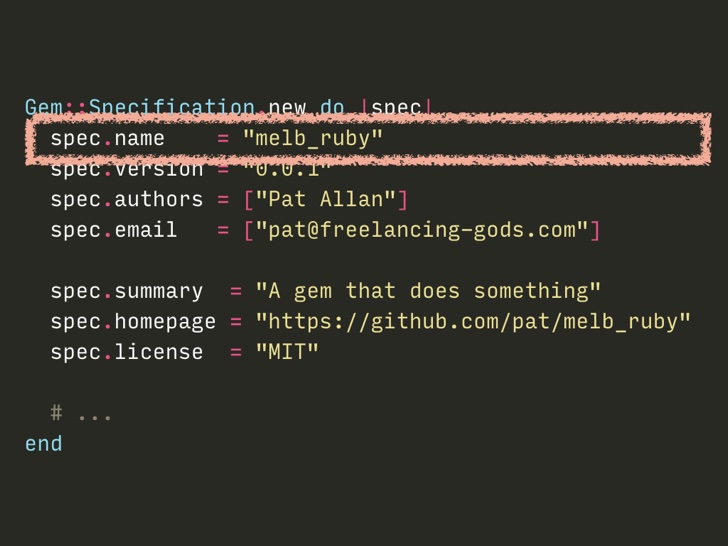 Gem::Specification.new do |spec|
  spec.name    = "melb_ruby"
  spec.version = "0.0.1"
  spec.authors = ["Pat Allan"]
  spec.email   = ["pat@freelancing-gods.com"]

  spec.summary  = "A gem that does something"
  spec.homepage = "https://github.com/pat/melb_ruby"
  spec.license  = "MIT"

  # ...
end